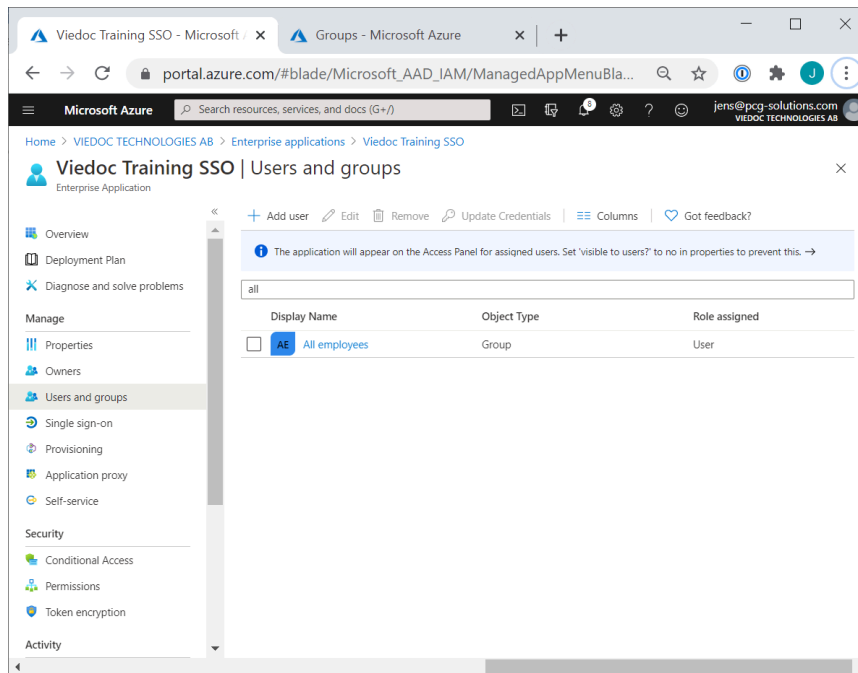 Viedoc Training SSO - Microsoft A
Groups - Microsoft Azure
portal.azure.com/#blade/Microsoft_AAD_IAM/ManagedAppMenuBla...
J
Microsoft Azure
Search resources, services, and docs (G+/)
8
jens@pcg-solutions.com
VIEDOC TECHNOLOGIES AB
Home > VIEDOC TECHNOLOGIES AB > Enterprise applications > Viedoc Training SSO
Viedoc Training SSO | Users and groups
Enterprise Application
Add user Edit Remove Update Credentials Columns Got feedback?
The application will appear on the Access Panel for assigned users. Set 'visible to users?' to no in properties to prevent this. →
all
Display Name Object Type Role assigned
AE All employees Group User
Overview
Deployment Plan
Diagnose and solve problems
Manage
Properties
Owners
Users and groups
Single sign-on
Provisioning
Application proxy
Self-service
Security
Conditional Access
Permissions
Token encryption
Activity